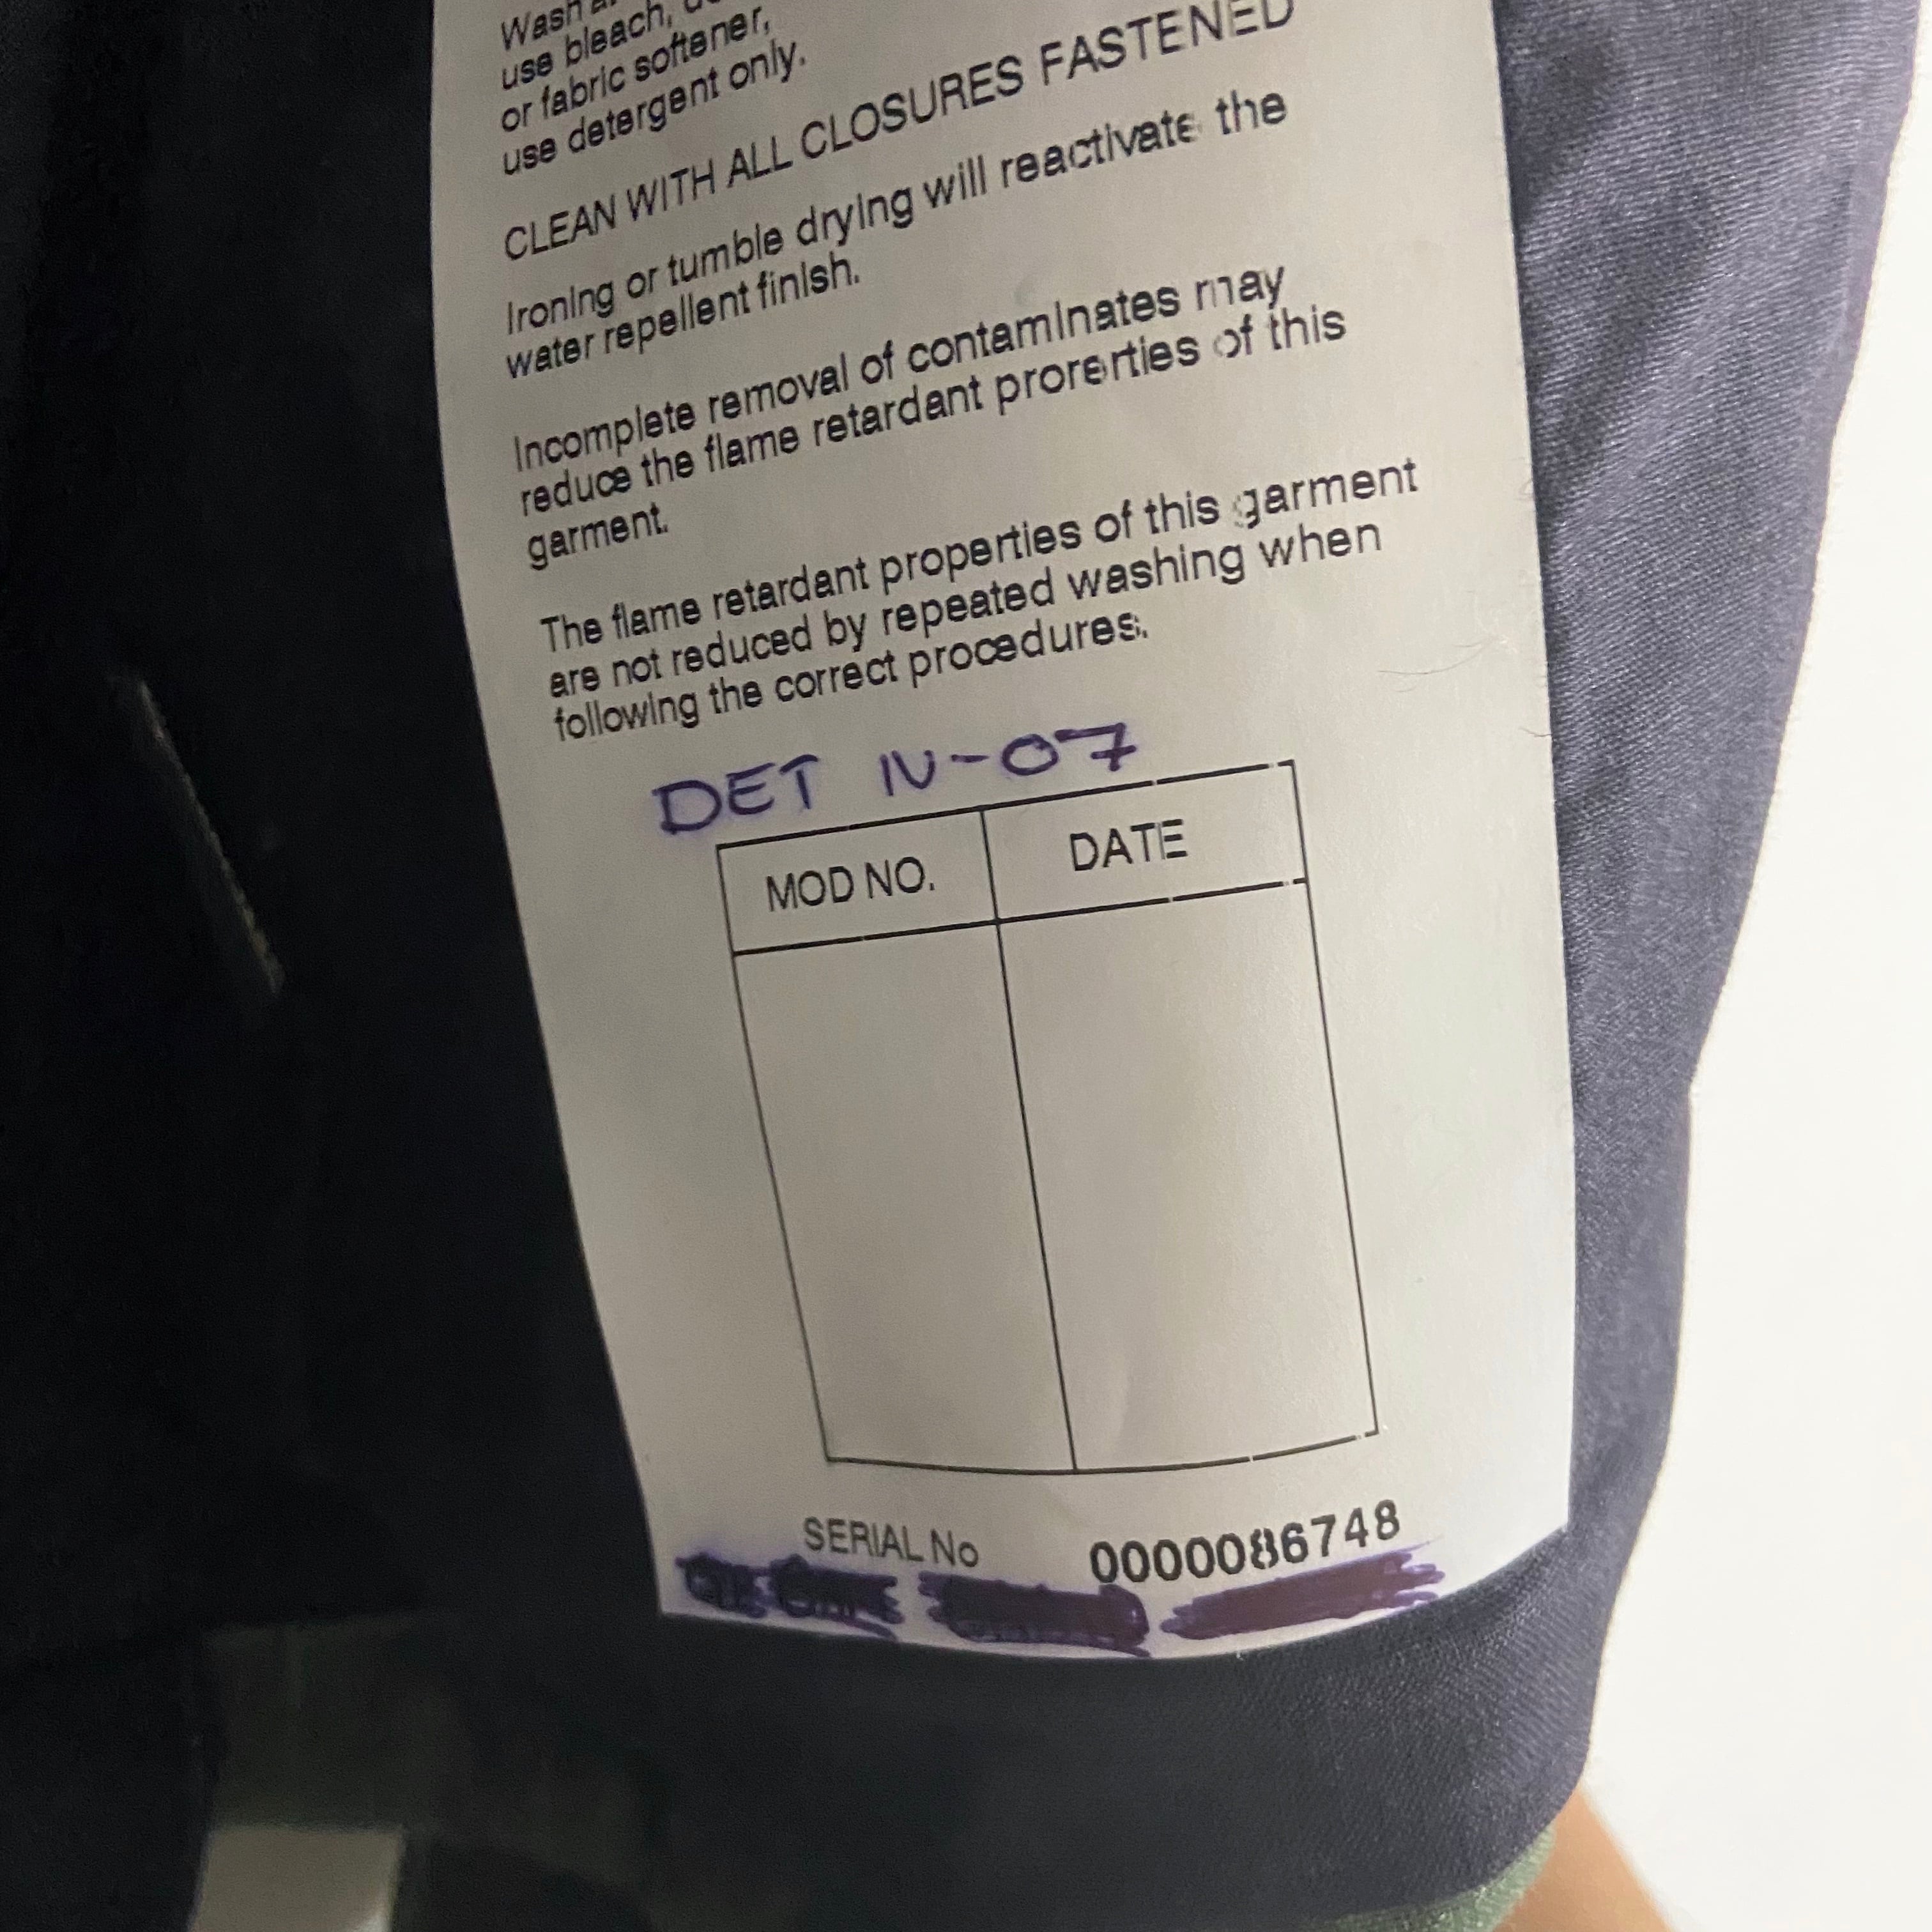 Wash
use bleach,
or fabric softener,
use detergent only.
CLEAN WITH ALL CLOSURES FASTENED
Ironing or tumble drying will reactivate the
water repellent finish.
Incomplete removal of contaminates may
reduce the flame retardant prorerties of this
garment.
The flame retardant properties of this garment
are not reduced by repeated washing when
following the correct procedures.
DET IV-07
MOD NO. DATE
SERIAL No 0000086748